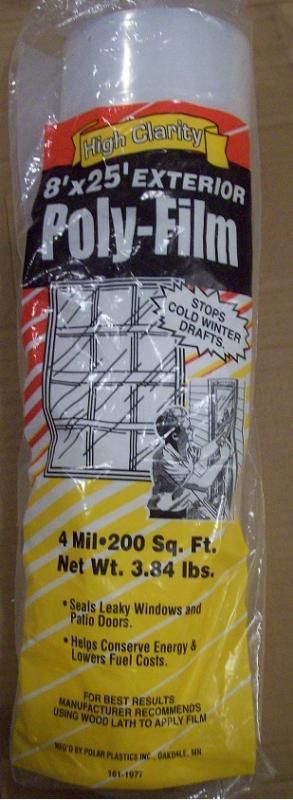 High Clarity
8'x25' EXTERIOR
Poly-Film
STOPS
COLD WINTER
DRAFTS.
4 Mil•200 Sq. Ft.
Net Wt. 3.84 lbs.
•Seals Leaky Windows and
Patio Doors.
•Helps Conserve Energy &
Lowers Fuel Costs.
FOR BEST RESULTS
MANUFACTURER RECOMMENDS
USING WOOD LATH TO APPLY FILM
MFG'D BY POLAR PLASTICS INC., OAKDALE, MN
161-1977